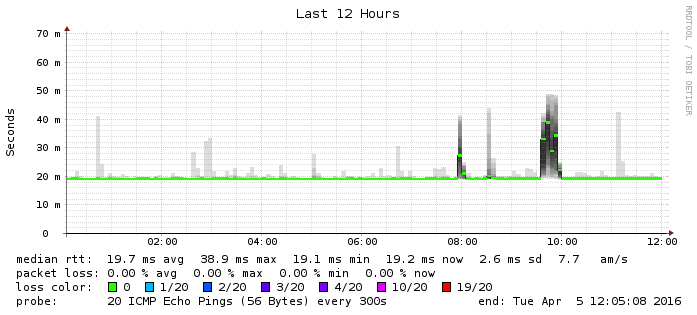 Last 12 Hours
RRDTOOL / TOBI OETIKER
Seconds
70 m
60 m
50 m
40 m
30 m
20 m
10 m
0
02:00 04:00 06:00 08:00 10:00 12:00
median rtt: 19.7 ms avg 38.9 ms max 19.1 ms min 19.2 ms now 2.6 ms sd 7.7 am/s
packet loss: 0.00 % avg 0.00 % max 0.00 % min 0.00 % now
loss color: 0 1/20 2/20 3/20 4/20 10/20 19/20
probe: 20 ICMP Echo Pings (56 Bytes) every 300s end: Tue Apr 5 12:05:08 2016